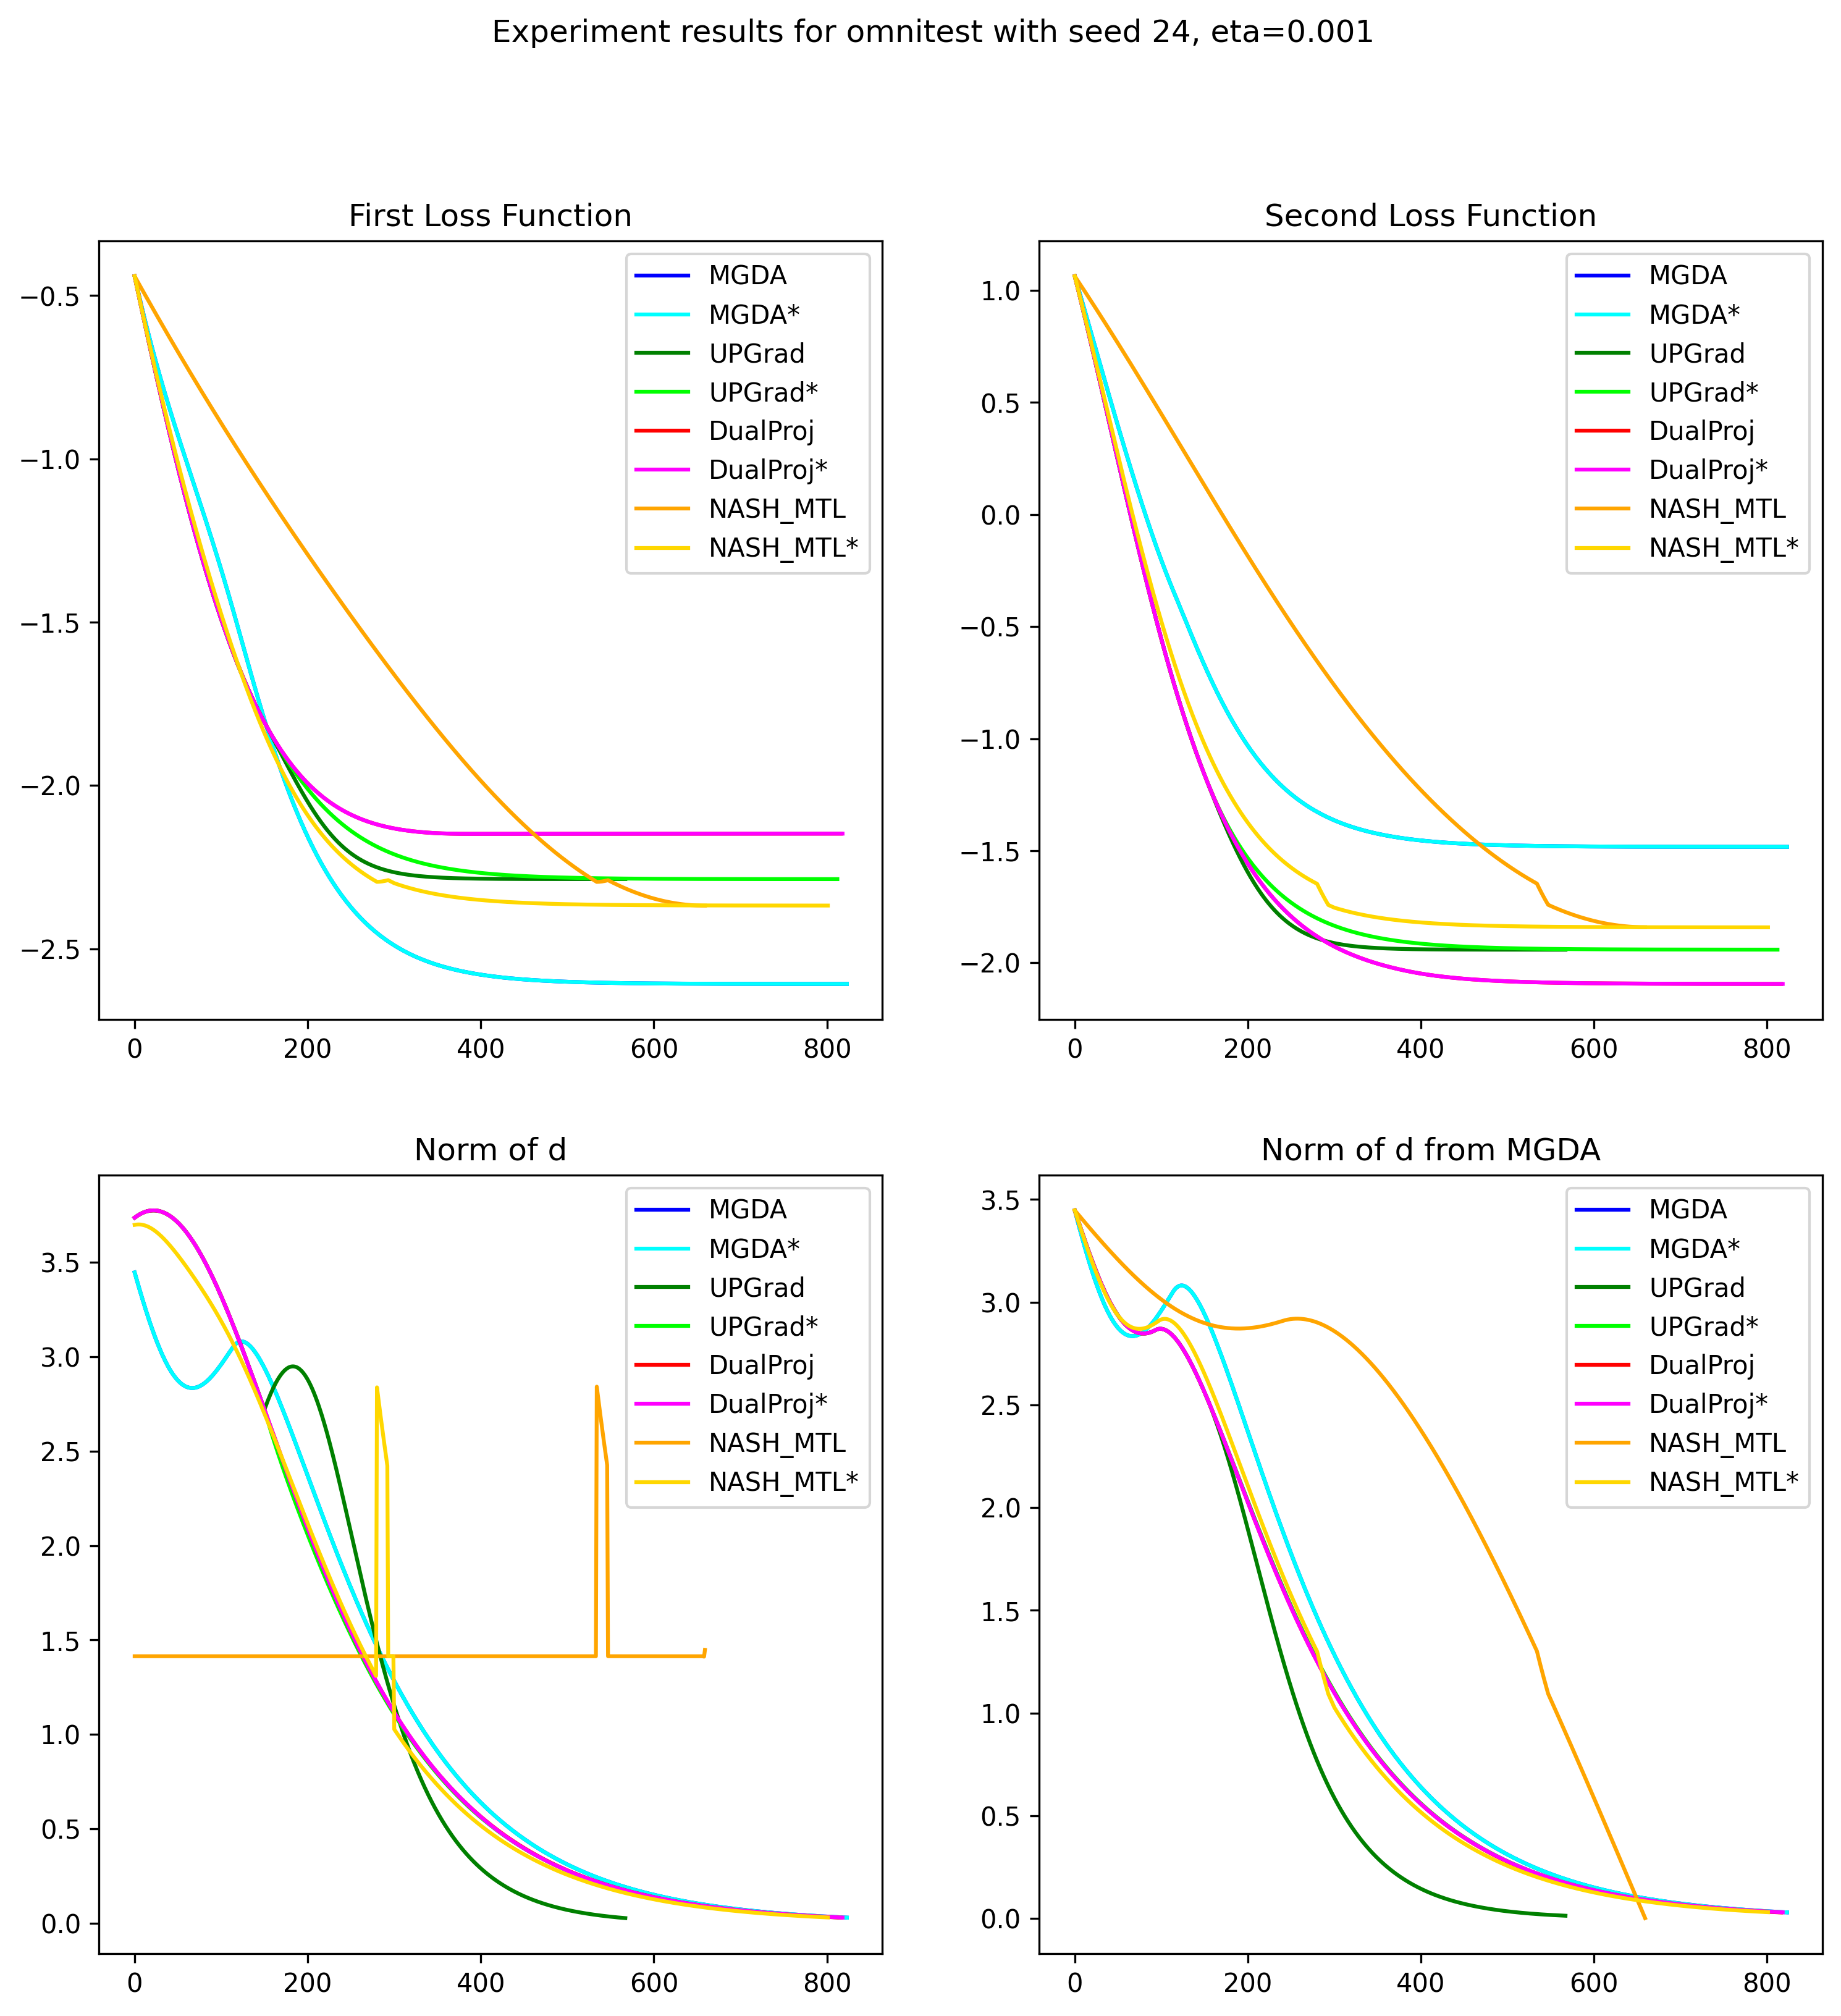 Experiment results for omnitest with seed 24, eta=0.001
First Loss Function
−0.5
−1.0
−1.5
−2.0
−2.5
0 200 400 600 800
MGDA
MGDA*
UPGrad
UPGrad*
DualProj
DualProj*
NASH_MTL
NASH_MTL*
Second Loss Function
1.0
0.5
0.0
−0.5
−1.0
−1.5
−2.0
0 200 400 600 800
MGDA
MGDA*
UPGrad
UPGrad*
DualProj
DualProj*
NASH_MTL
NASH_MTL*
Norm of d
3.5
3.0
2.5
2.0
1.5
1.0
0.5
0.0
0 200 400 600 800
MGDA
MGDA*
UPGrad
UPGrad*
DualProj
DualProj*
NASH_MTL
NASH_MTL*
Norm of d from MGDA
3.5
3.0
2.5
2.0
1.5
1.0
0.5
0.0
0 200 400 600 800
MGDA
MGDA*
UPGrad
UPGrad*
DualProj
DualProj*
NASH_MTL
NASH_MTL*